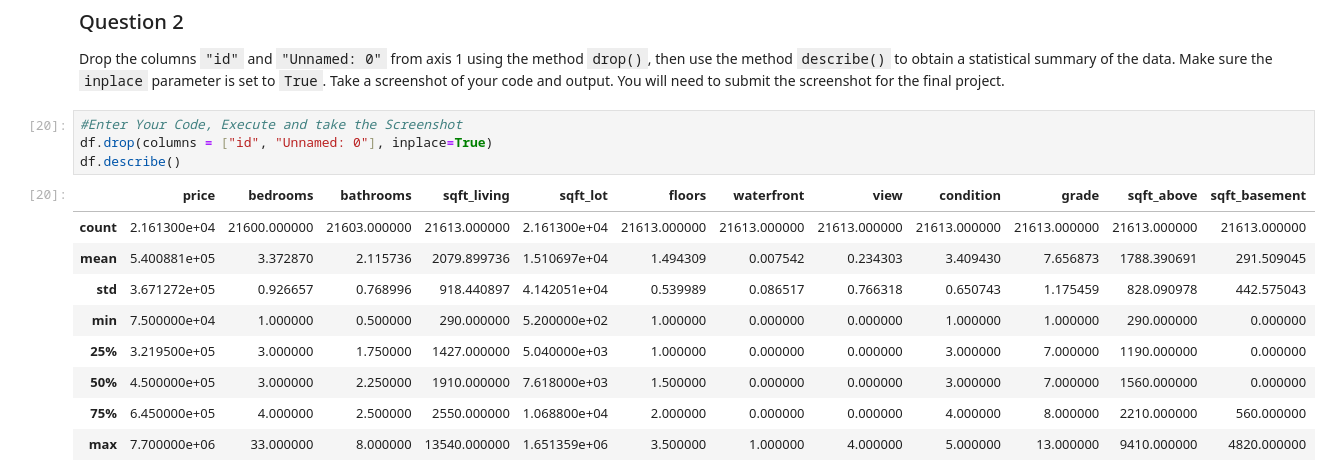 Question 2
Drop the columns "id" and "Unnamed: 0" from axis 1 using the method drop(), then use the method describe() to obtain a statistical summary of the data. Make sure the
inplace parameter is set to True. Take a screenshot of your code and output. You will need to submit the screenshot for the final project.
[20]: #Enter Your Code, Execute and take the Screenshot
df.drop(columns = ["id", "Unnamed: 0"], inplace=True)
df.describe()
[20]: price bedrooms bathrooms sqft_living sqft_lot floors waterfront view condition grade sqft_above sqft_basement
count 2.161300e+04 21600.000000 21603.000000 21613.000000 2.161300e+04 21613.000000 21613.000000 21613.000000 21613.000000 21613.000000 21613.000000 21613.000000
mean 5.400881e+05 3.372870 2.115736 2079.899736 1.510697e+04 1.494309 0.007542 0.234303 3.409430 7.656873 1788.390691 291.509045
std 3.671272e+05 0.926657 0.768996 918.440897 4.142051e+04 0.539989 0.086517 0.766318 0.650743 1.175459 828.090978 442.575043
min 7.500000e+04 1.000000 0.500000 290.000000 5.200000e+02 1.000000 0.000000 0.000000 1.000000 1.000000 290.000000 0.000000
25% 3.219500e+05 3.000000 1.750000 1427.000000 5.040000e+03 1.000000 0.000000 0.000000 3.000000 7.000000 1190.000000 0.000000
50% 4.500000e+05 3.000000 2.250000 1910.000000 7.618000e+03 1.500000 0.000000 0.000000 3.000000 7.000000 1560.000000 0.000000
75% 6.450000e+05 4.000000 2.500000 2550.000000 1.068800e+04 2.000000 0.000000 0.000000 4.000000 8.000000 2210.000000 560.000000
max 7.700000e+06 33.000000 8.000000 13540.000000 1.651359e+06 3.500000 1.000000 4.000000 5.000000 13.000000 9410.000000 4820.000000